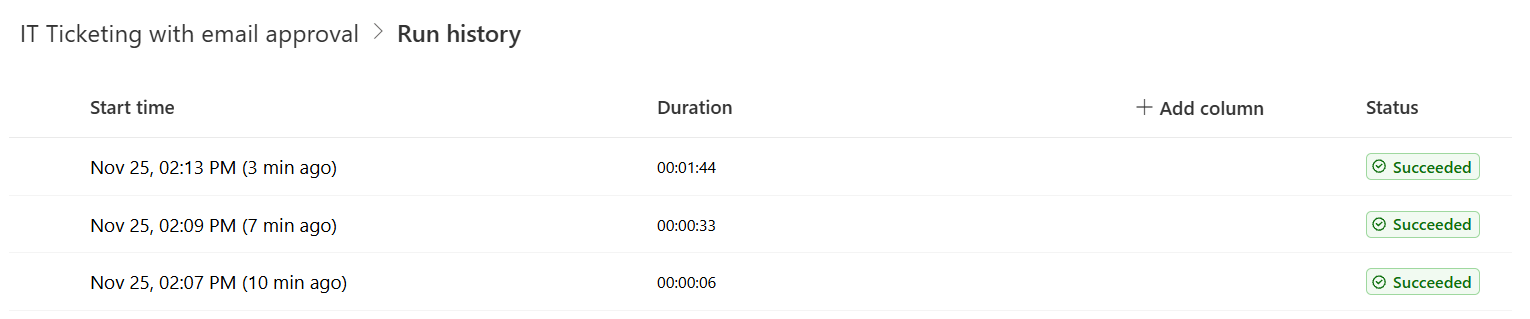 IT Ticketing with email approval > Run history
Start time Duration + Add column Status
Nov 25, 02:13 PM (3 min ago) 00:01:44 Succeeded
Nov 25, 02:09 PM (7 min ago) 00:00:33 Succeeded
Nov 25, 02:07 PM (10 min ago) 00:00:06 Succeeded